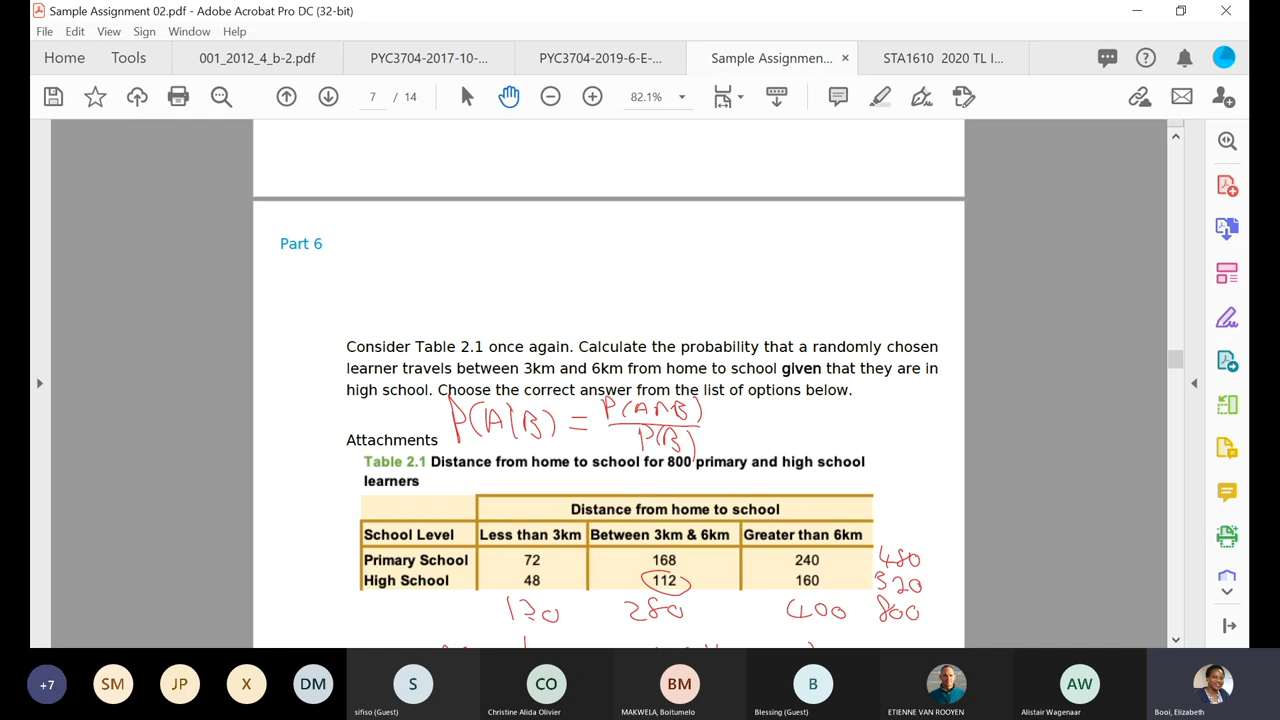 Sample Assignment 02.pdf - Adobe Acrobat Pro DC (32-bit)
File Edit View Sign Window Help
Home Tools 001_2012_4_b-2.pdf PYC3704-2017-10-... PYC3704-2019-6-E-... Sample Assignmen... × STA1610 2020 TL I...
7 / 14 82.1%
Part 6
Consider Table 2.1 once again. Calculate the probability that a randomly chosen
learner travels between 3km and 6km from home to school given that they are in
high school. Choose the correct answer from the list of options below.
P(A|B) = P(A∩B)
P(B)
Attachments
Table 2.1 Distance from home to school for 800 primary and high school
learners
Distance from home to school
School Level Less than 3km Between 3km & 6km Greater than 6km
Primary School 72 168 240 480
High School 48 112 160 320
120 280 400 800
+7 SM JP X DM S CO BM B AW
sifiso (Guest) Christine Alida Olivier MAKWELA, Boitumelo Blessing (Guest) ETIENNE VAN ROOYEN Alistair Wagenaar Booi, Elizabeth